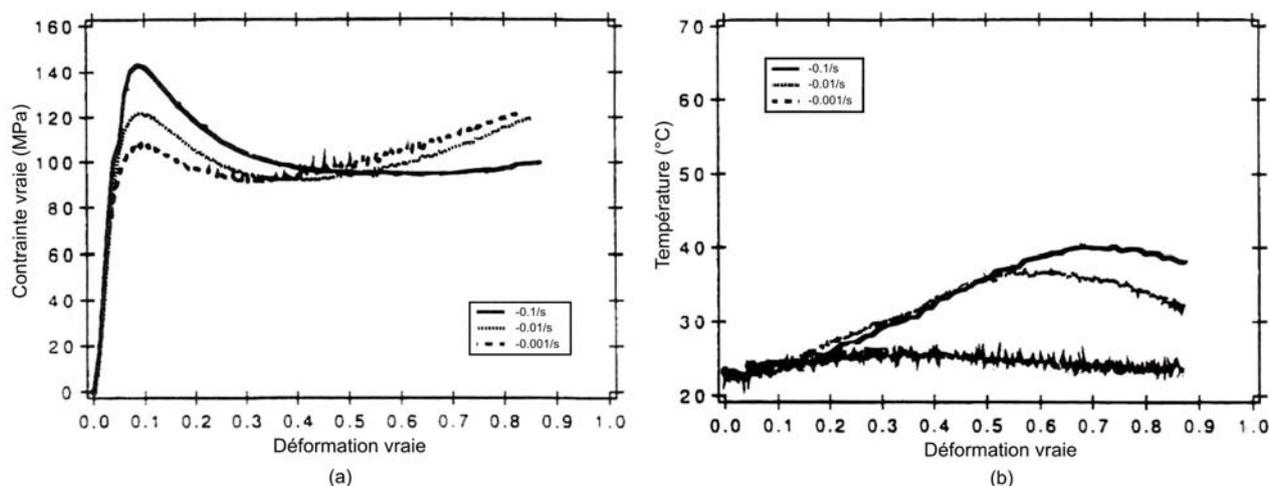 160
140
120
100
80
60
40
20
0
Contrainte vraie (MPa)
-0.1/s
-0.01/s
-0.001/s
0.0 0.1 0.2 0.3 0.4 0.5 0.6 0.7 0.8 0.9 1.0
Déformation vraie
(a)
70
60
50
40
30
20
Température (°C)
-0.1/s
-0.01/s
-0.001/s
0.0 0.1 0.2 0.3 0.4 0.5 0.6 0.7 0.8 0.9 1.0
Déformation vraie
(b)